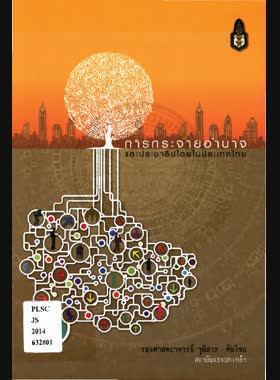 การกระจายอำนาจ
และประชาธิปไตยในประเทศไทย
PLSC
JS
2014
632801
รองศาสตราจารย์ วุฒิสาร ตันไชย
สถาบันพระปกเกล้า